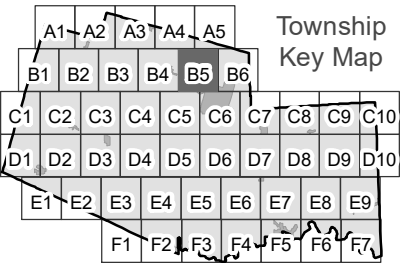 Township
Key Map
A1 A2 A3 A4 A5
B1 B2 B3 B4 B5 B6
C1 C2 C3 C4 C5 C6 C7 C8 C9 C10
D1 D2 D3 D4 D5 D6 D7 D8 D9 D10
E1 E2 E3 E4 E5 E6 E7 E8 E9
F1 F2 F3 F4 F5 F6 F7